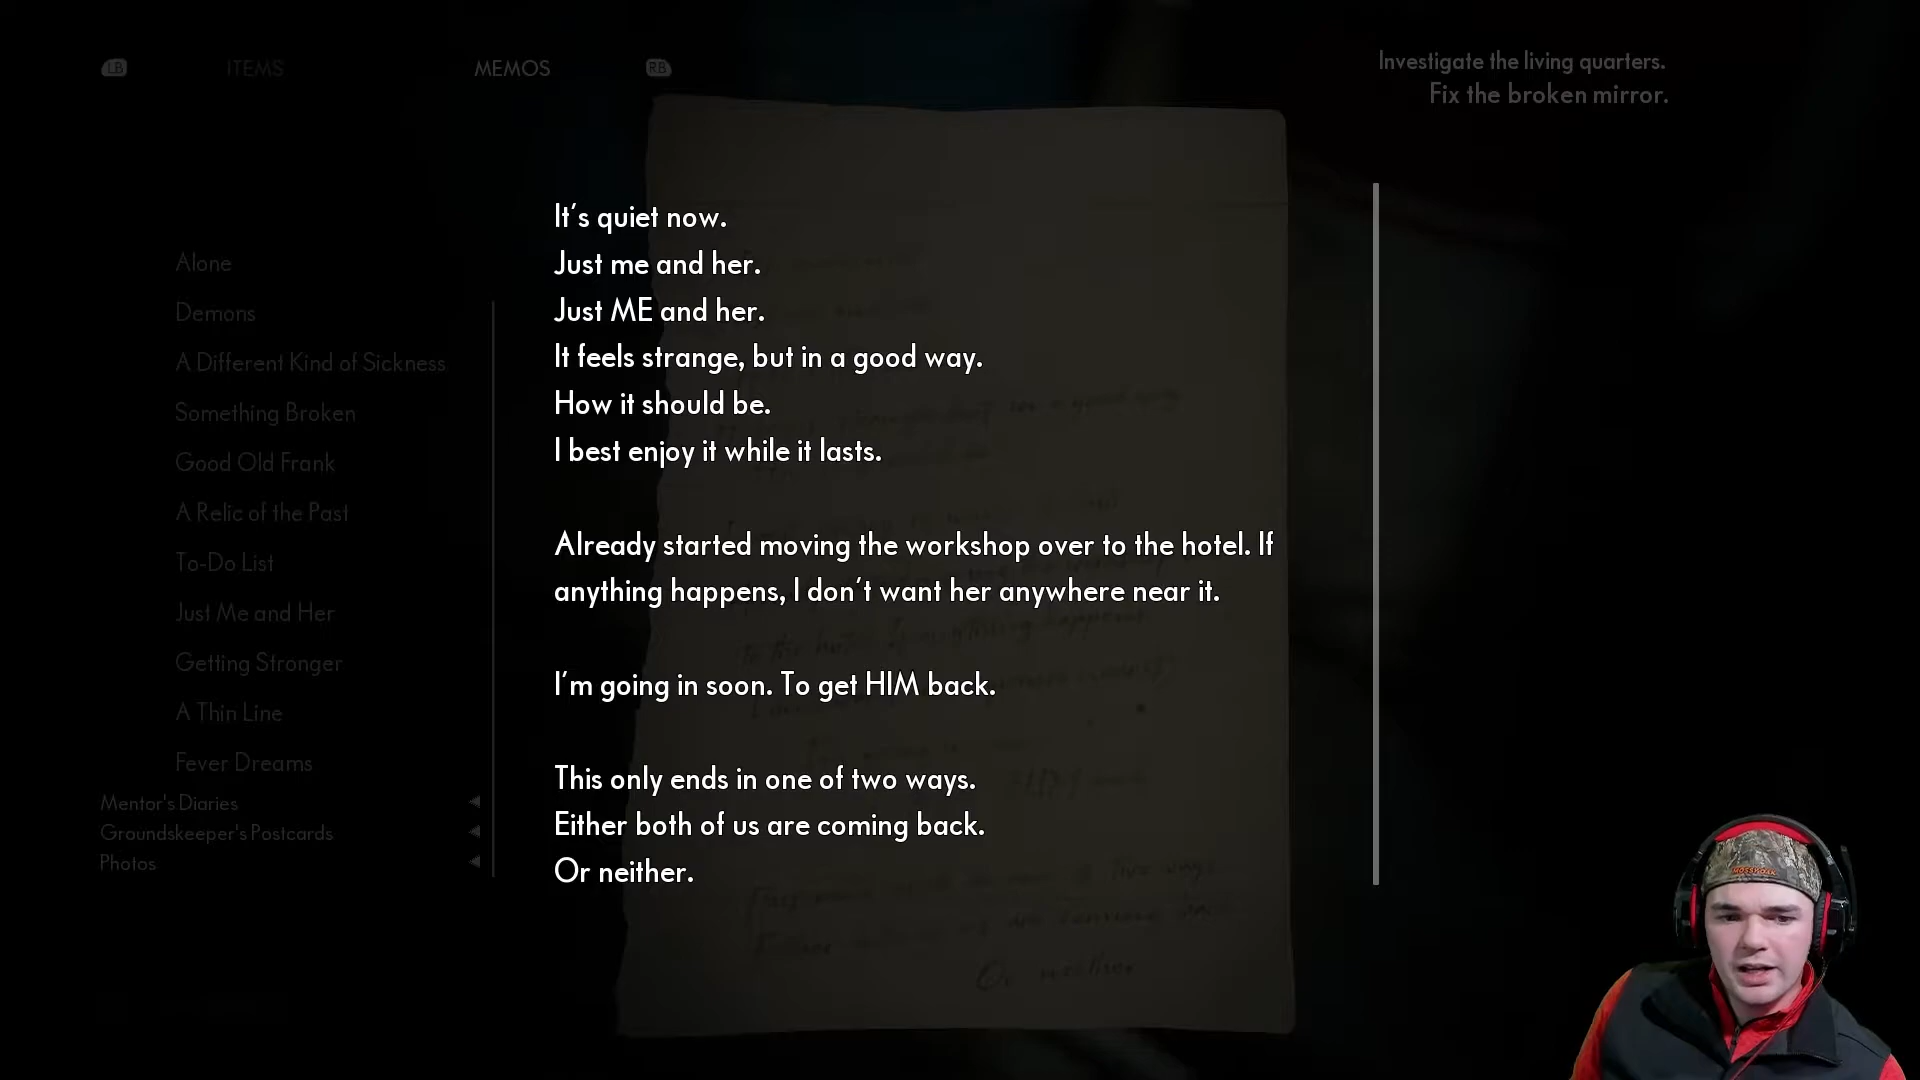 LB ITEMS MEMOS RB
Investigate the living quarters.
Fix the broken mirror.
Alone
Demons
A Different Kind of Sickness
Something Broken
Good Old Frank
A Relic of the Past
To-Do List
Just Me and Her
Getting Stronger
A Thin Line
Fever Dreams
Mentor's Diaries
Groundskeeper's Postcards
Photos
It's quiet now.
Just me and her.
Just ME and her.
It feels strange, but in a good way.
How it should be.
I best enjoy it while it lasts.
Already started moving the workshop over to the hotel. If
anything happens, I don't want her anywhere near it.
I'm going in soon. To get HIM back.
This only ends in one of two ways.
Either both of us are coming back.
Or neither.
MOSSY OAK